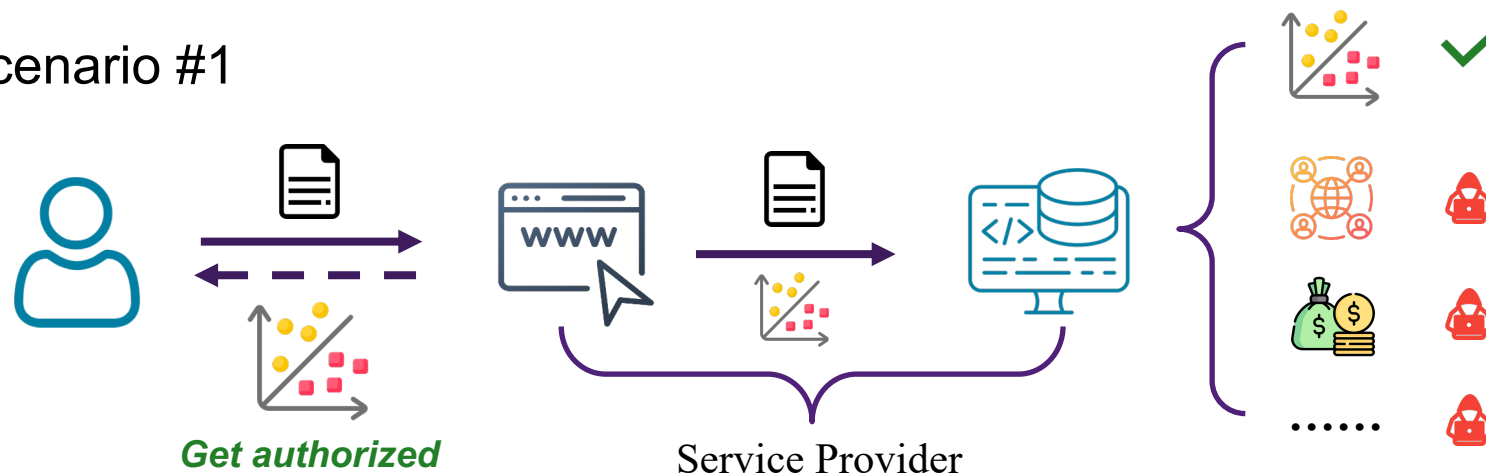 cenario #1
www
</>
$
$
......
Get authorized
Service Provider